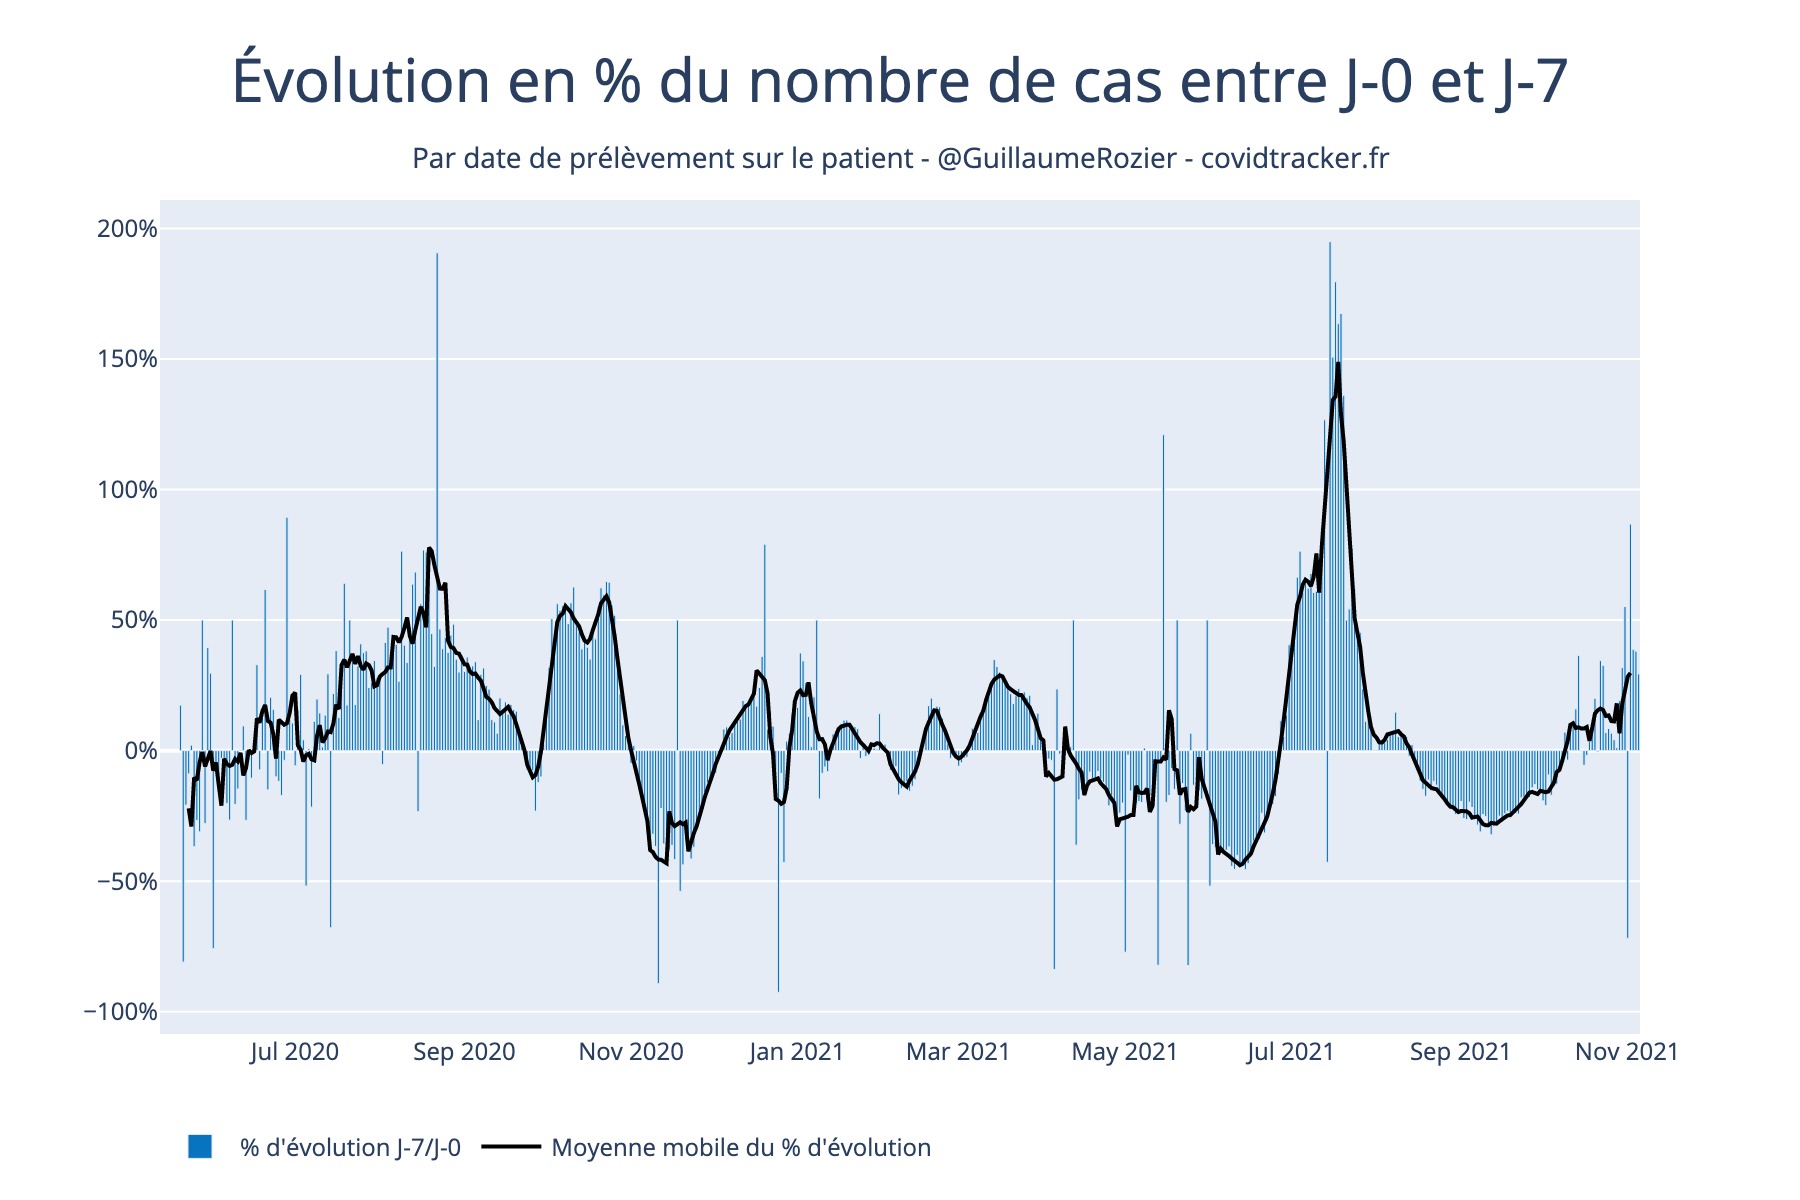 Évolution en % du nombre de cas entre J-0 et J-7
Par date de prélèvement sur le patient - @GuillaumeRozier - covidtracker.fr
200%
150%
100%
50%
0%
−50%
−100%
Jul 2020 Sep 2020 Nov 2020 Jan 2021 Mar 2021 May 2021 Jul 2021 Sep 2021 Nov 2021
% d'évolution J-7/J-0 Moyenne mobile du % d'évolution